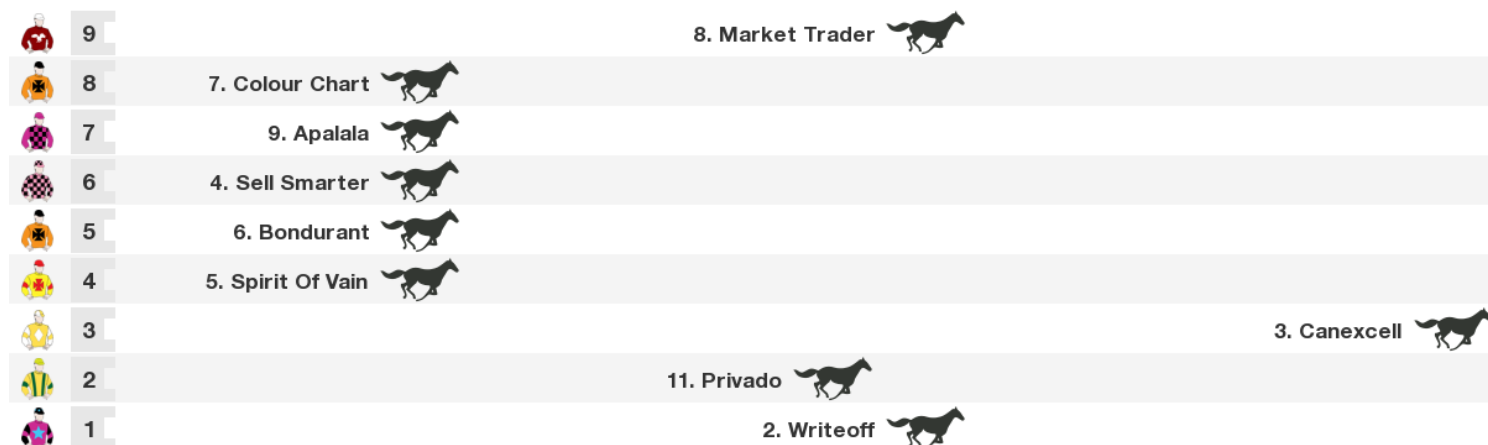 9 8. Market Trader
8 7. Colour Chart
7 9. Apalala
6 4. Sell Smarter
5 6. Bondurant
4 5. Spirit Of Vain
3 3. Canexcell
2 11. Privado
1 2. Writeoff